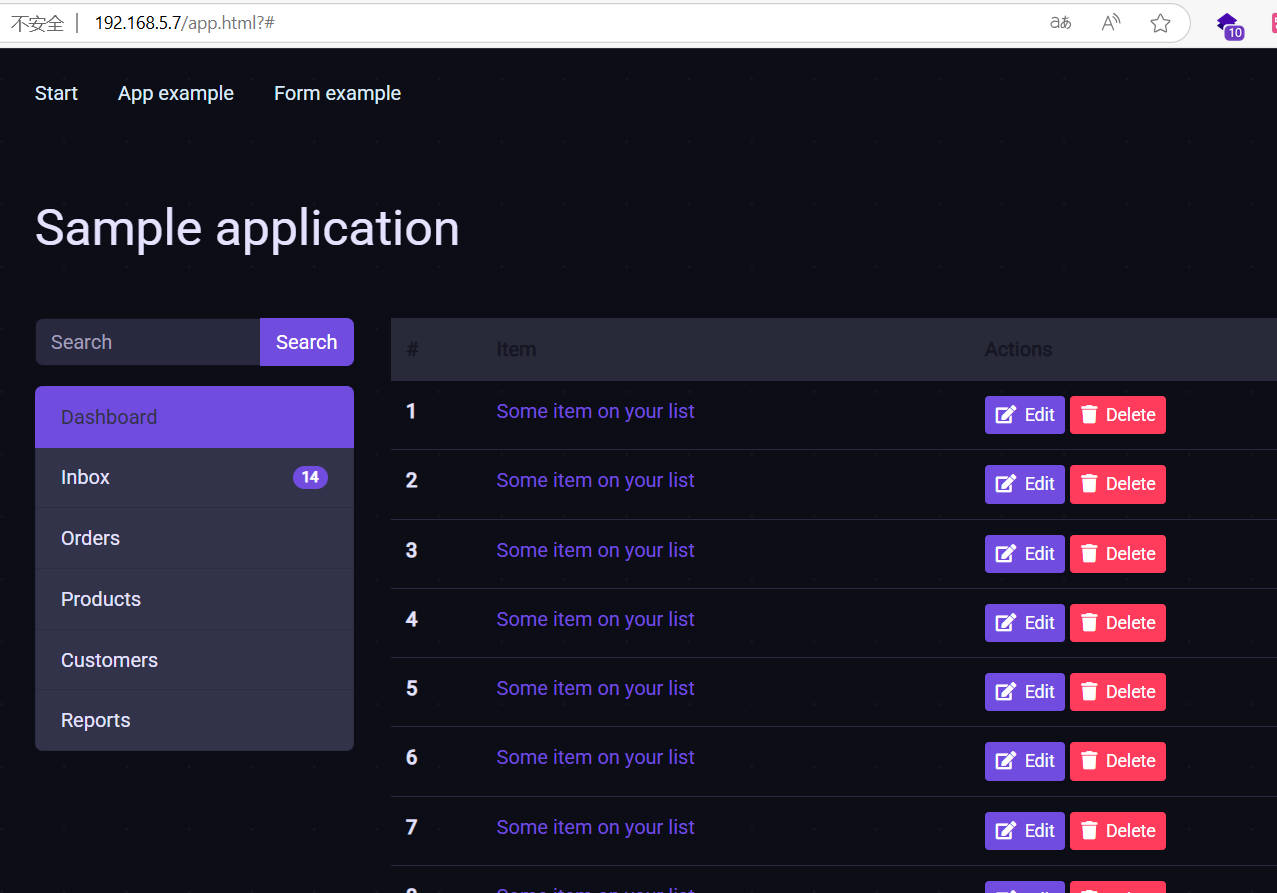 不安全 192.168.5.7/app.html?# aあ A 10
Start App example Form example
Sample application
Search Search
# Item Actions
Dashboard
Inbox 14
Orders
Products
Customers
Reports
1 Some item on your list Edit Delete
2 Some item on your list Edit Delete
3 Some item on your list Edit Delete
4 Some item on your list Edit Delete
5 Some item on your list Edit Delete
6 Some item on your list Edit Delete
7 Some item on your list Edit Delete